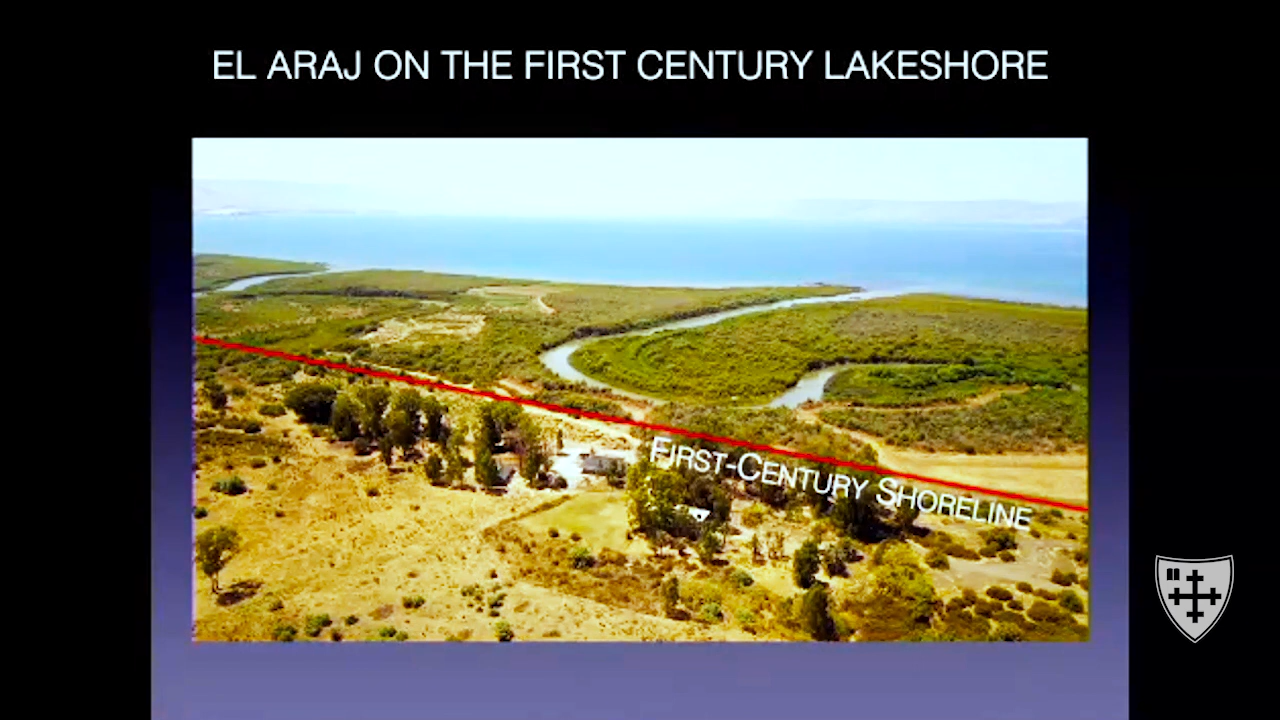 EL ARAJ ON THE FIRST CENTURY LAKESHORE
FIRST-CENTURY SHORELINE